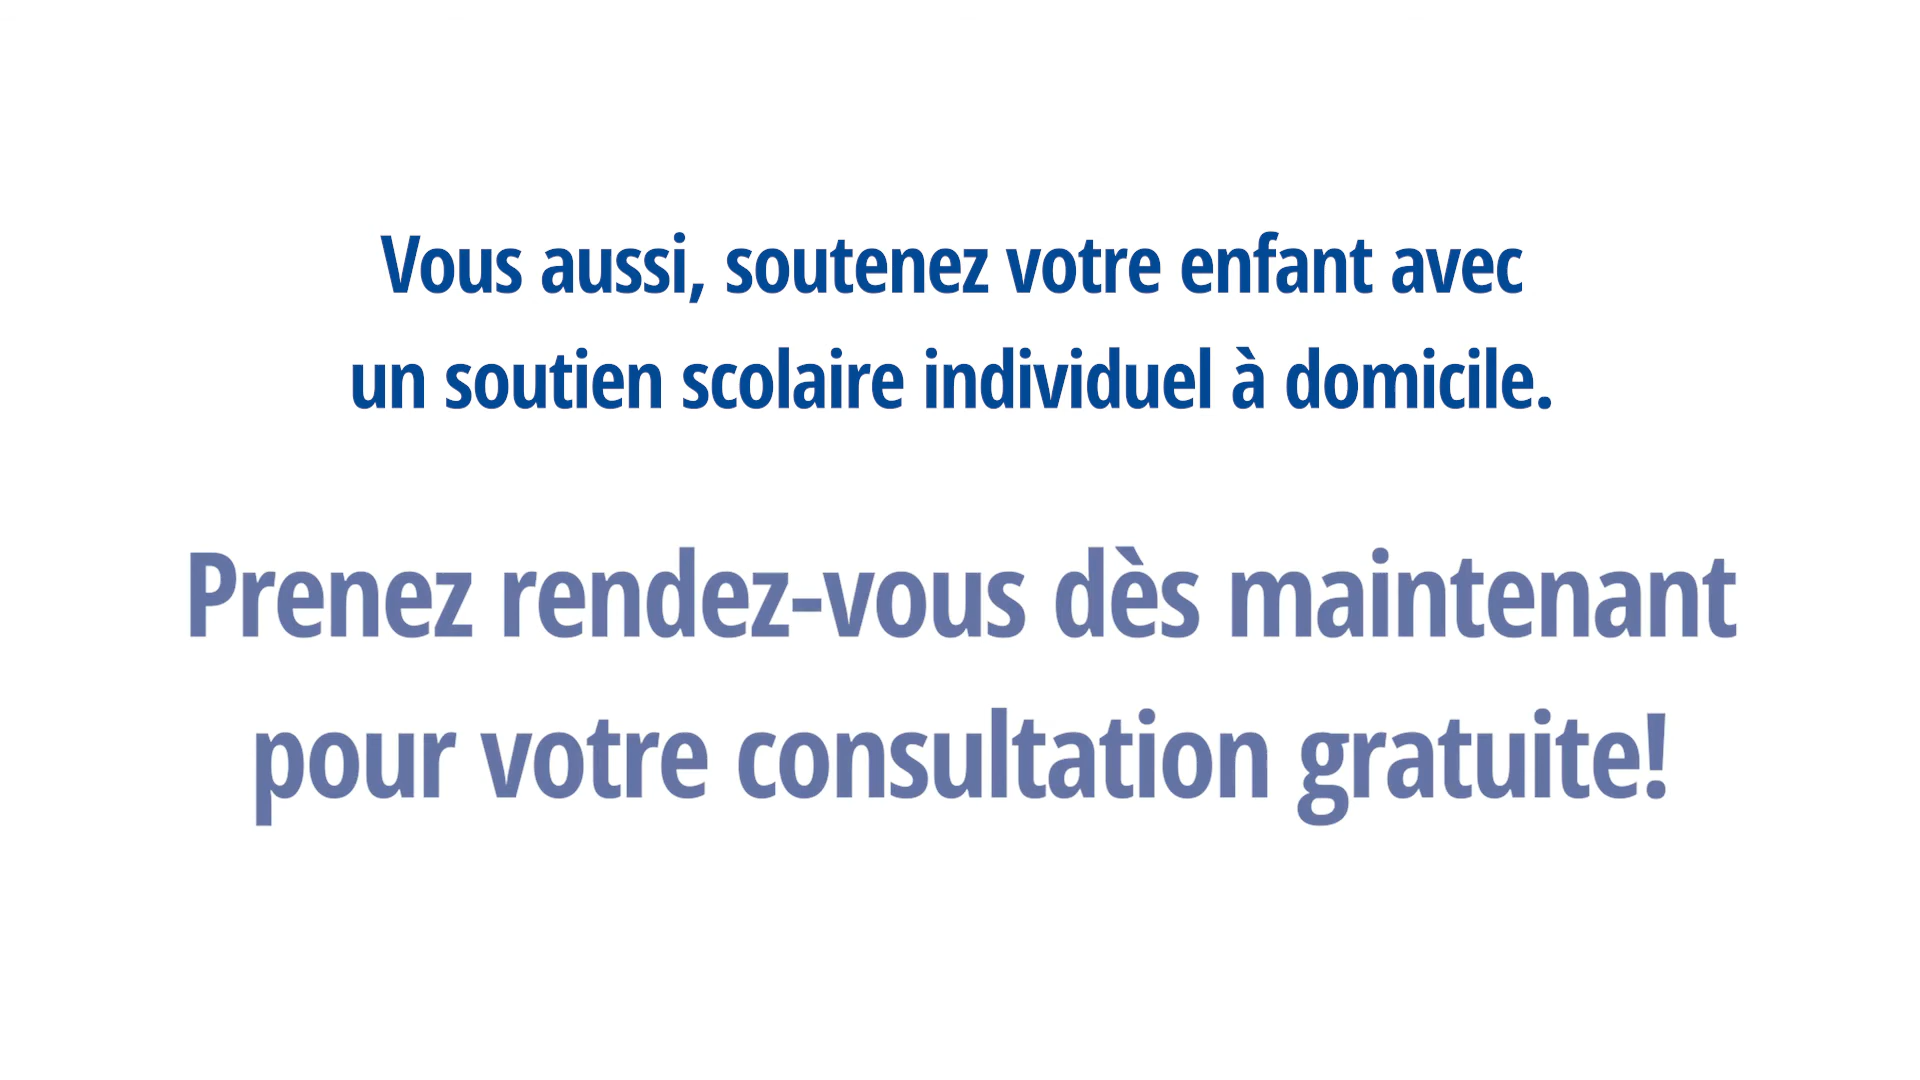 Vous aussi, soutenez votre enfant avec
un soutien scolaire individuel à domicile.
Prenez rendez-vous dès maintenant
pour votre consultation gratuite!